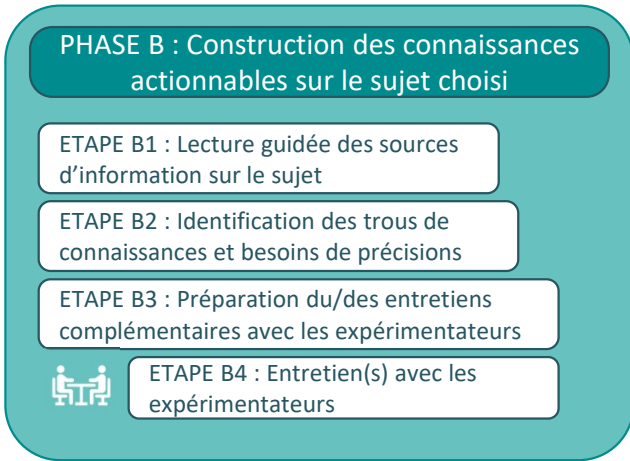 PHASE B : Construction des connaissances
actionnables sur le sujet choisi
ETAPE B1 : Lecture guidée des sources
d’information sur le sujet
ETAPE B2 : Identification des trous de
connaissances et besoins de précisions
ETAPE B3 : Préparation du/des entretiens
complémentaires avec les expérimentateurs
ETAPE B4 : Entretien(s) avec les
expérimentateurs